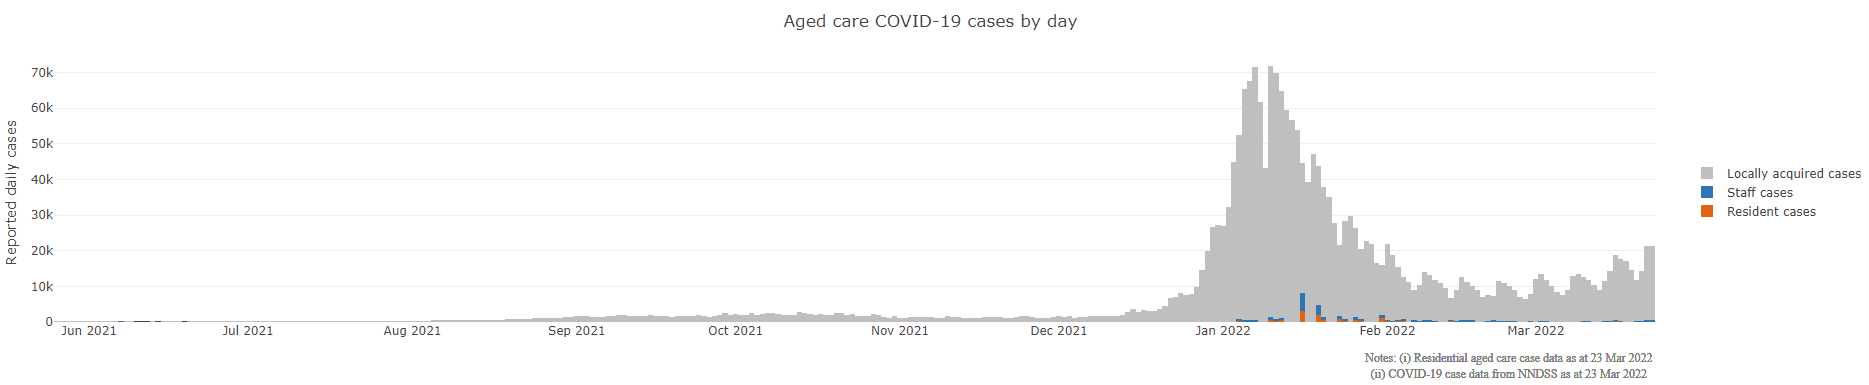 Aged care COVID-19 cases by day
Reported daily cases
70k
60k
50k
40k
30k
20k
10k
0
Jun 2021 Jul 2021 Aug 2021 Sep 2021 Oct 2021 Nov 2021 Dec 2021 Jan 2022 Feb 2022 Mar 2022
Locally acquired cases
Staff cases
Resident cases
Notes: (i) Residential aged care case data as at 23 Mar 2022
(ii) COVID-19 case data from NNDSS as at 23 Mar 2022